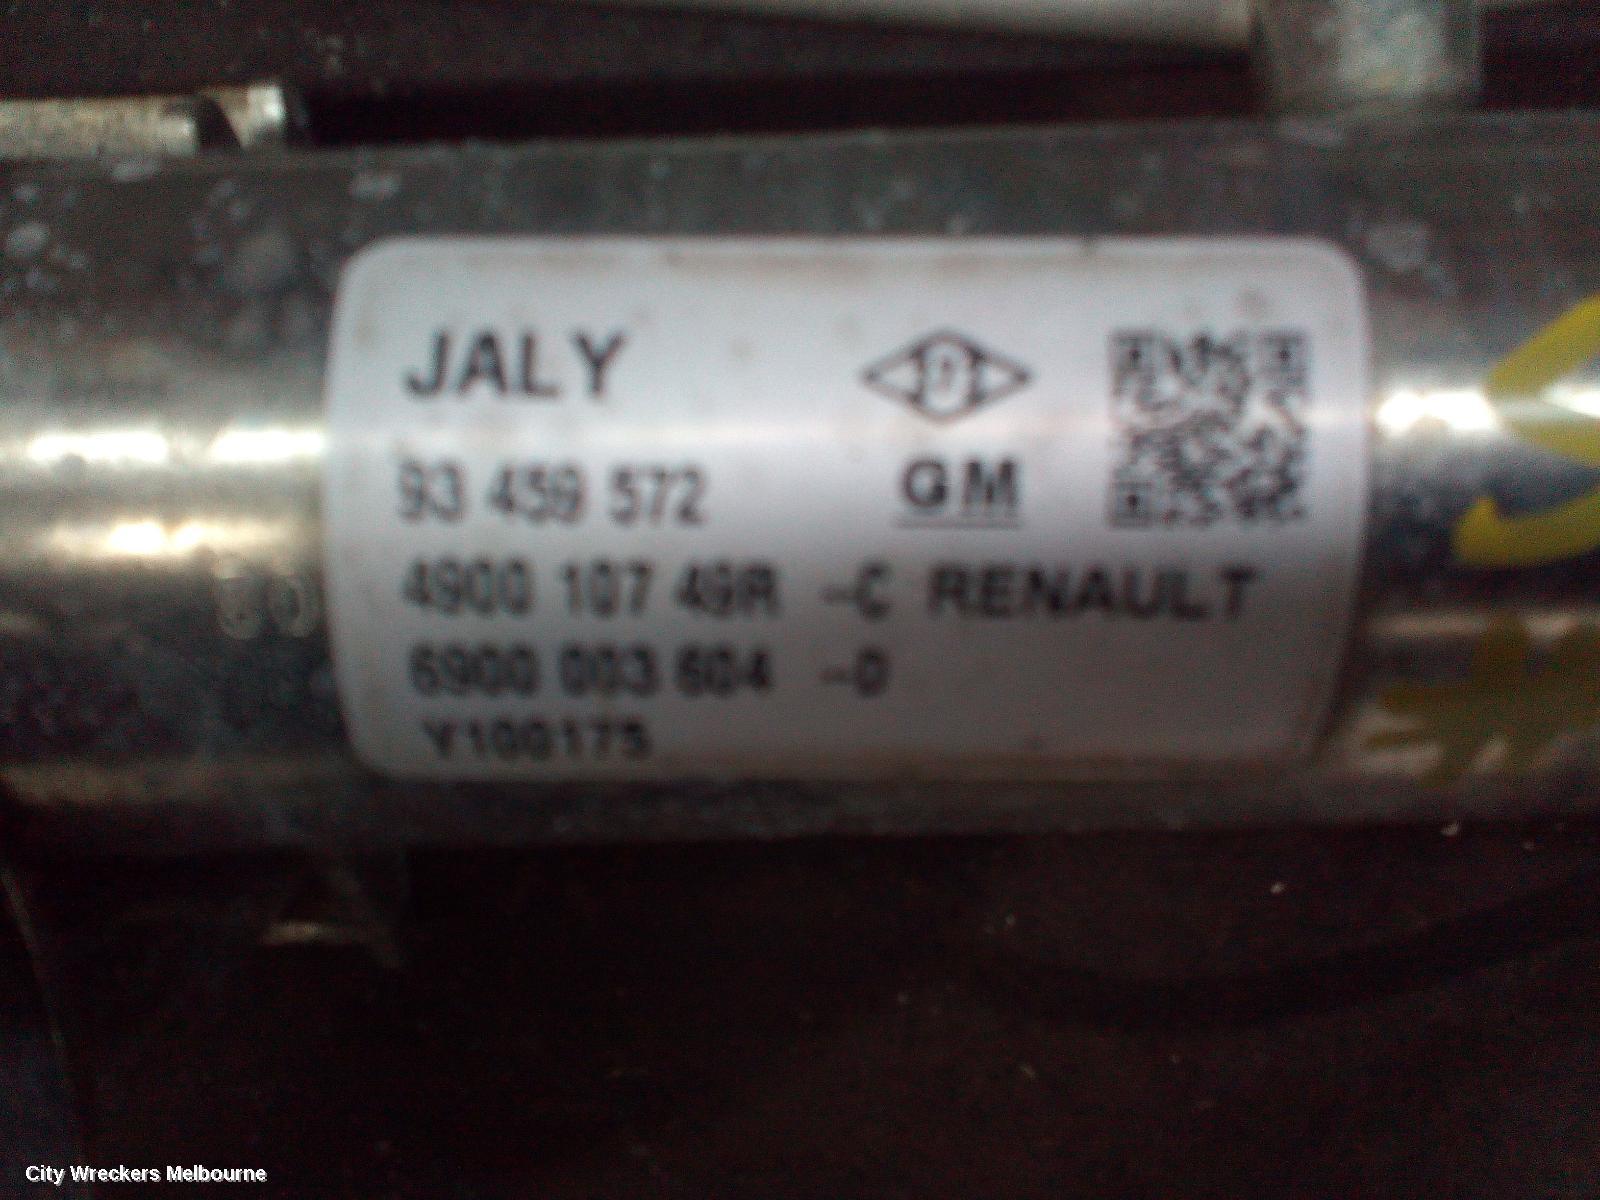 JALY
93 459 572 GM
4900 107 49R -C RENAULT
6900 003 604 -D
Y100175
City Wreckers Melbourne